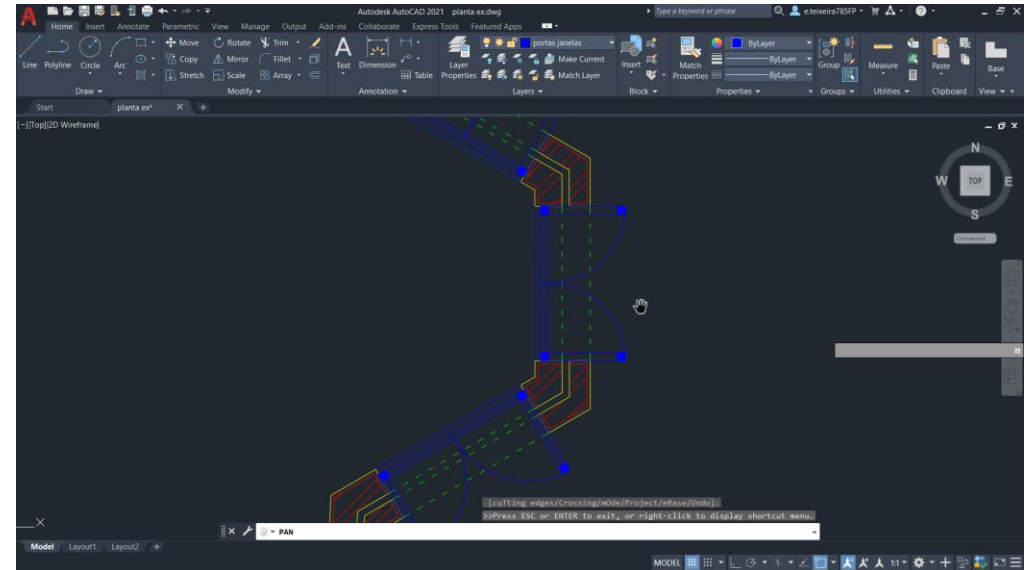 Autodesk AutoCAD 2021 planta ex.dwg
Type a keyword or phrase
e.teixeira78SFP
Home Insert Annotate Parametric View Manage Output Add-ins Collaborate Express Tools Featured Apps
Move Rotate Trim
portas janelas
ByLayer
Line Polyline Circle Arc
Copy Mirror Fillet
Text Dimension
Layer Properties
Make Current
Insert
Match Properties
ByLayer
Group
Measure
Paste
Base
Stretch Scale Array
Table
Match Layer
ByLayer
Draw Modify Annotation Layers Block Properties Groups Utilities Clipboard View
Start planta ex*
[−][Top][2D Wireframe]
N
W TOP E
S
Unnamed
[cuTting edges/Crossing/mOde/Project/eRase/Undo]:
>>Press ESC or ENTER to exit, or right-click to display shortcut menu.
X
PAN
Model Layout1 Layout2
MODEL 1:1